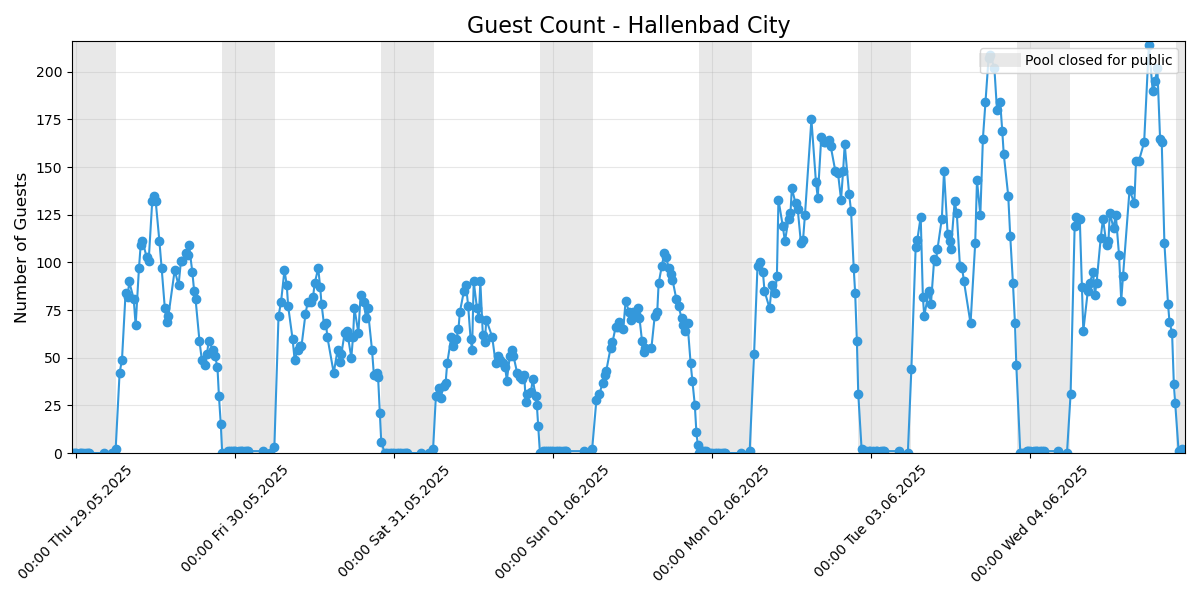 Guest Count - Hallenbad City
Pool closed for public
Number of Guests
200
175
150
125
100
75
50
25
0
00:00 Thu 29.05.2025
00:00 Fri 30.05.2025
00:00 Sat 31.05.2025
00:00 Sun 01.06.2025
00:00 Mon 02.06.2025
00:00 Tue 03.06.2025
00:00 Wed 04.06.2025